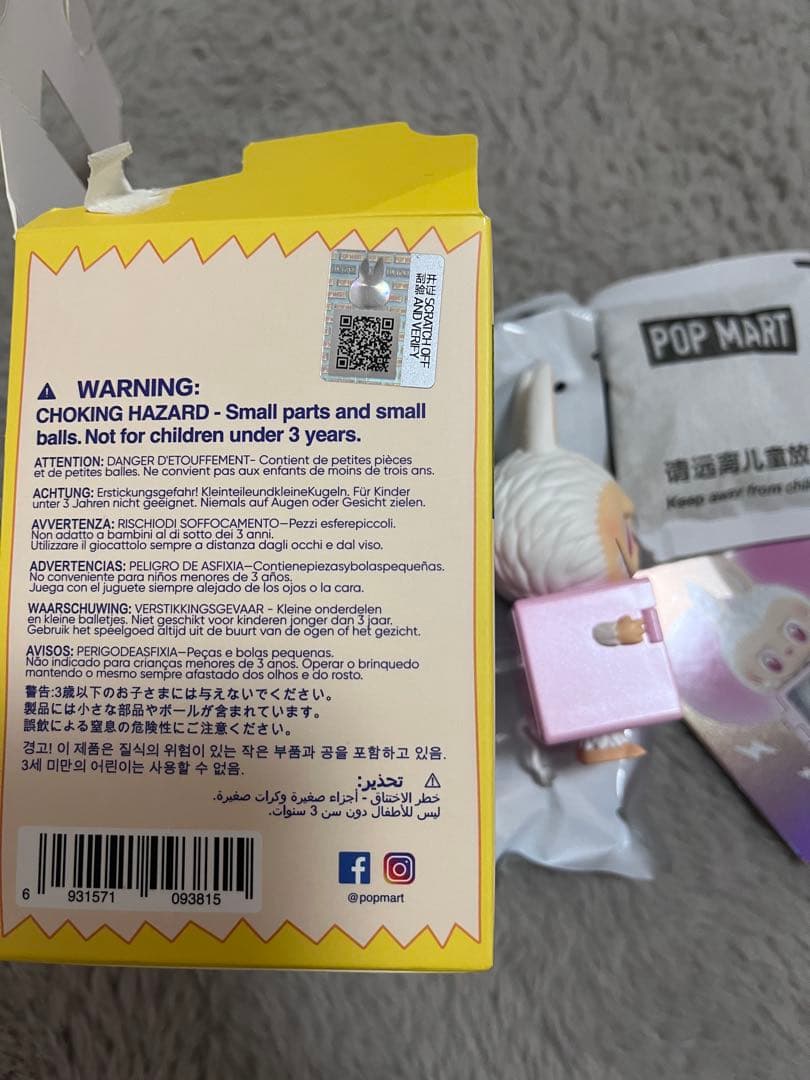 刮开 SCRATCH OFF
验证 AND VERIFY
⚠ WARNING:
CHOKING HAZARD - Small parts and small
balls. Not for children under 3 years.
ATTENTION: DANGER D'ETOUFFEMENT- Contient de petites pièces
et de petites balles. Ne convient pas aux enfants de moins de trois ans.
ACHTUNG: Erstickungsgefahr! KleinteileundkleineKugeln. Für Kinder
unter 3 Jahren nicht geeignet. Niemals auf Augen oder Gesicht zielen.
AVVERTENZA: RISCHIODI SOFFOCAMENTO—Pezzi esferepiccoli.
Non adatto a bambini al di sotto dei 3 anni.
Utilizzare il giocattolo sempre a distanza dagli occhi e dal viso.
ADVERTENCIAS: PELIGRO DE ASFIXIA—Contienepiezasybolaspequeñas.
No conveniente para niños menores de 3 años.
Juega con el juguete siempre alejado de los ojos o la cara.
WAARSCHUWING: VERSTIKKINGSGEVAAR - Kleine onderdelen
en kleine balletjes. Niet geschikt voor kinderen jonger dan 3 jaar.
Gebruik het speelgoed altijd uit de buurt van de ogen of het gezicht.
AVISOS: PERIGODEASFIXIA—Peças e bolas pequenas.
Não indicado para crianças menores de 3 anos. Operar o brinquedo
mantendo o mesmo sempre afastado dos olhos e do rosto.
警告:3歳以下のお子さまには与えないでください。
製品には小さな部品やボールが含まれています。
誤飲による窒息の危険性にご注意ください。
경고! 이 제품은 질식의 위험이 있는 작은 부품과 공을 포함하고 있음.
3세 미만의 어린이는 사용할 수 없음.
⚠ تحذير:
خطر الاختناق - أجزاء صغيرة وكرات صغيرة.
ليس للأطفال دون سن 3 سنوات.
6 931571 093815
@popmart
POP MART
请远离儿童放
Keep away from chil